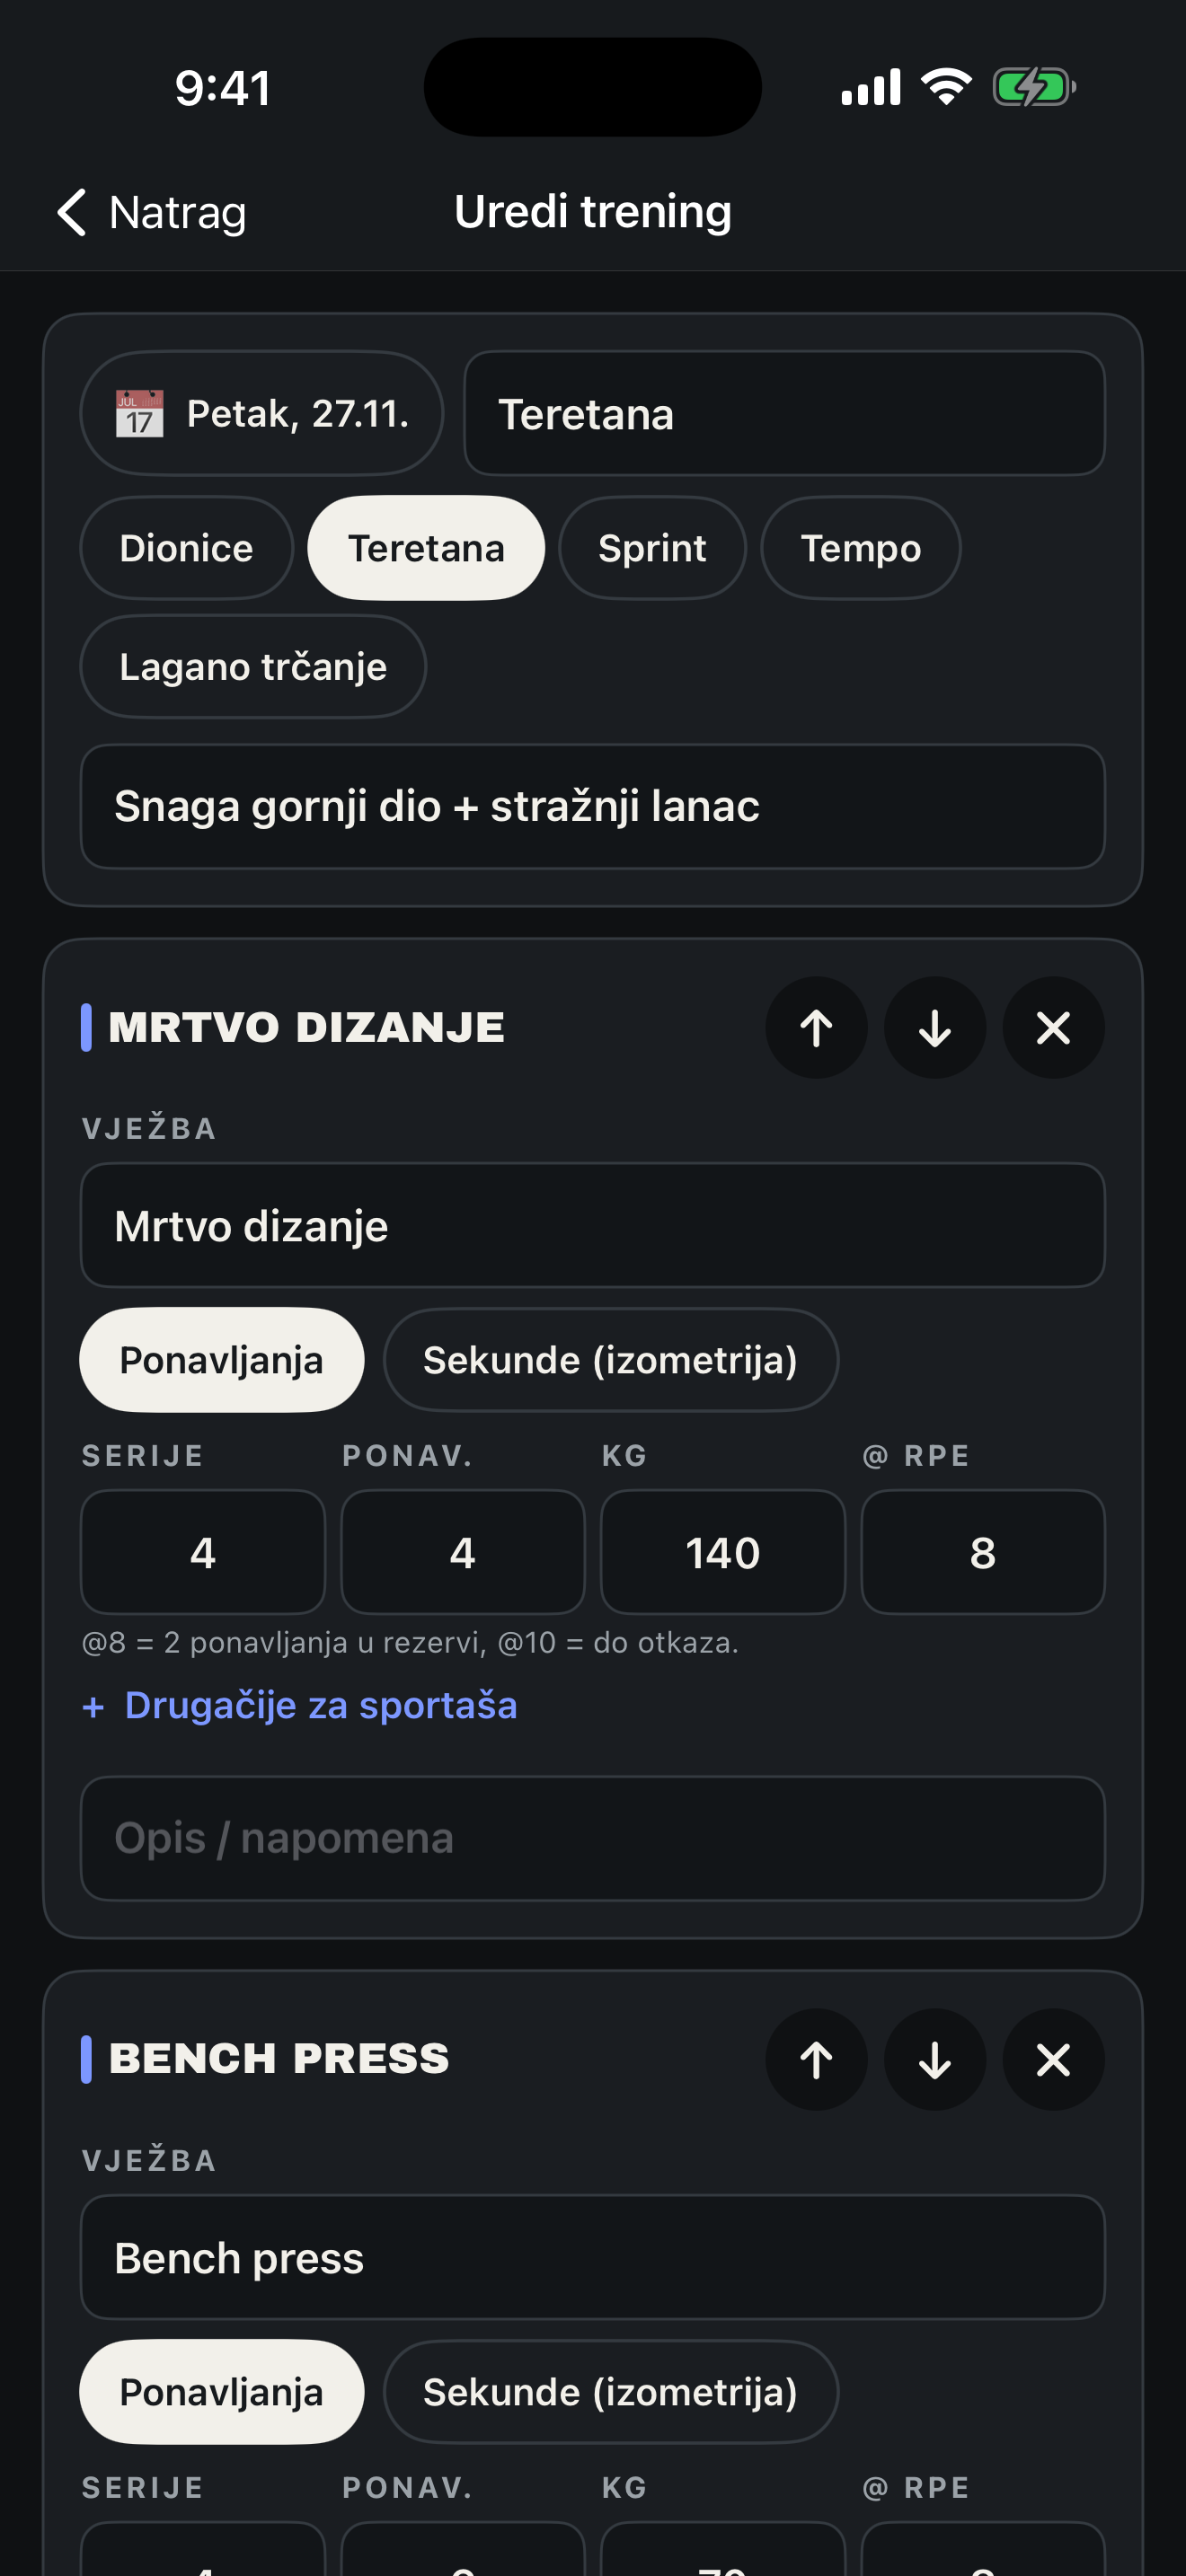 9:41
Natrag
Uredi trening
JUL 17
Petak, 27.11.
Teretana
Dionice
Teretana
Sprint
Tempo
Lagano trčanje
Snaga gornji dio + stražnji lanac
MRTVO DIZANJE
VJEŽBA
Mrtvo dizanje
Ponavljanja
Sekunde (izometrija)
SERIJE
PONAV.
KG
@ RPE
4
4
140
8
@8 = 2 ponavljanja u rezervi, @10 = do otkaza.
+ Drugačije za sportaša
Opis / napomena
BENCH PRESS
VJEŽBA
Bench press
Ponavljanja
Sekunde (izometrija)
SERIJE
PONAV.
KG
@ RPE